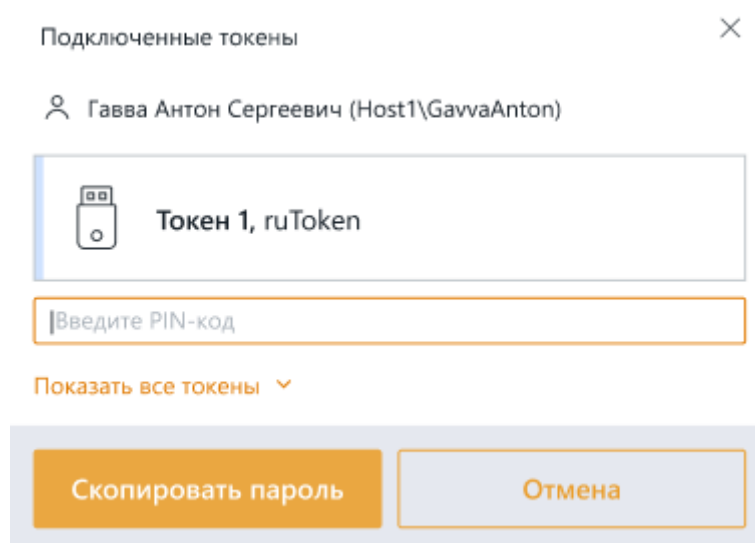 Подключенные токены
Гавва Антон Сергеевич (Host1\GavvaAnton)
Токен 1, ruToken
Введите PIN-код
Показать все токены
Скопировать пароль
Отмена